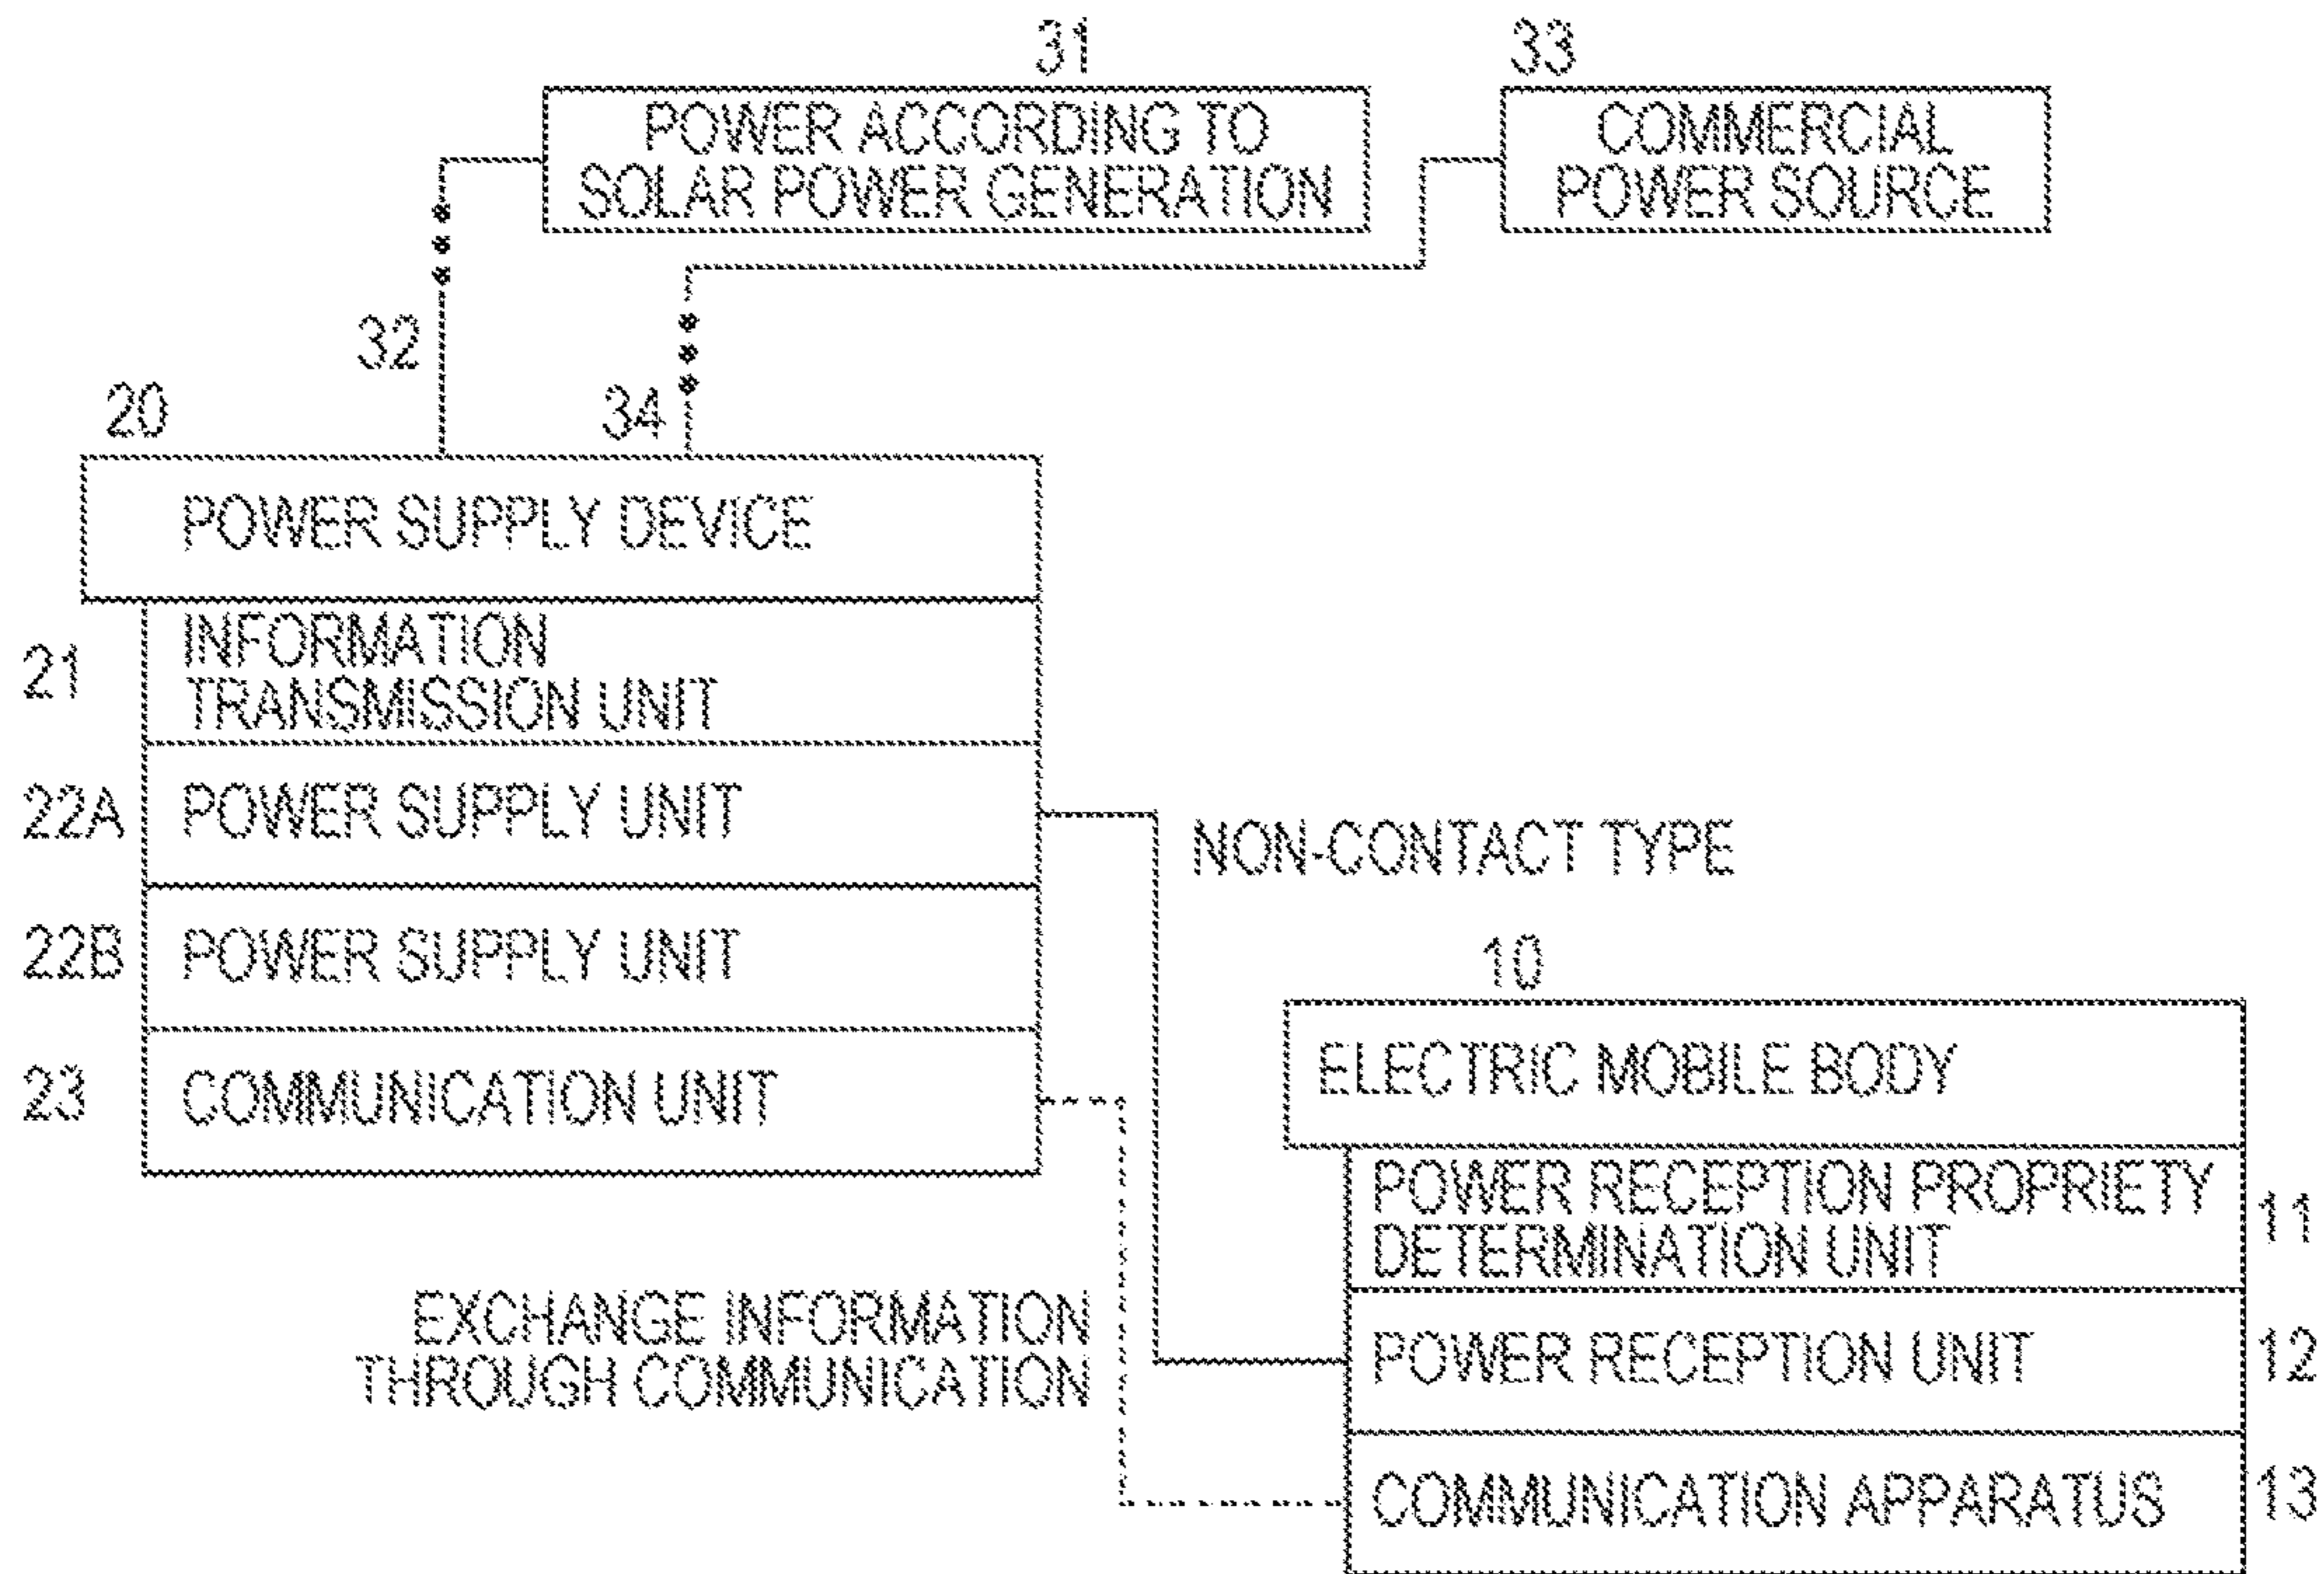 31
33
POWER ACCORDING TO
SOLAR POWER GENERATION
COMMERCIAL
POWER SOURCE
32
34
20
POWER SUPPLY DEVICE
21
INFORMATION
TRANSMISSION UNIT
22A
POWER SUPPLY UNIT
NON-CONTACT TYPE
22B
POWER SUPPLY UNIT
23
COMMUNICATION UNIT
10
ELECTRIC MOBILE BODY
POWER RECEPTION PROPRIETY
DETERMINATION UNIT
11
EXCHANGE INFORMATION
THROUGH COMMUNICATION
POWER RECEPTION UNIT
12
COMMUNICATION APPARATUS
13